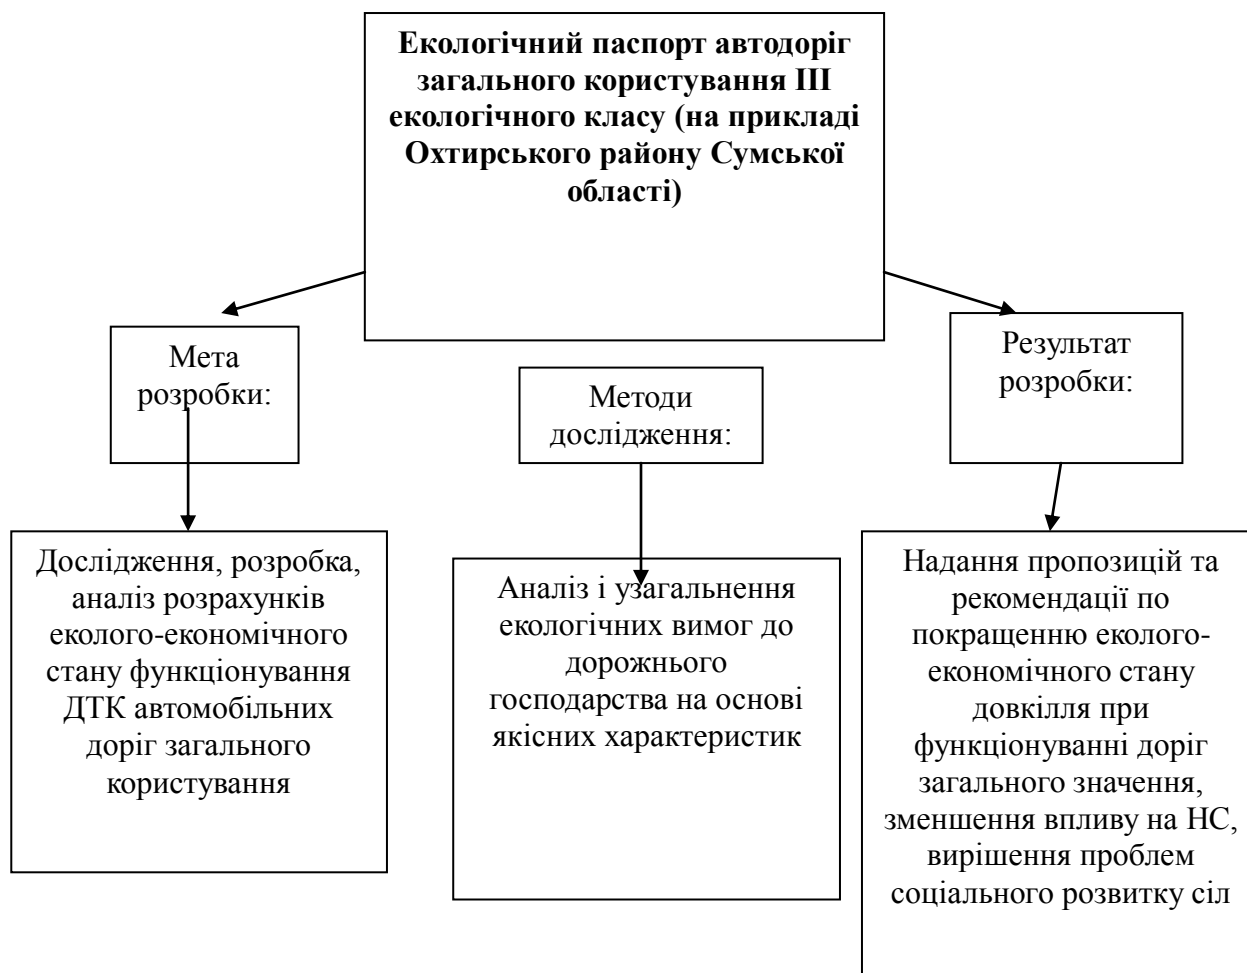 Екологічний паспорт автодоріг
загального користування ІІІ
екологічного класу (на прикладі
Охтирського району Сумської
області)
Мета
розробки:
Методи
дослідження:
Результат
розробки:
Дослідження, розробка,
аналіз розрахунків
еколого-економічного
стану функціонування
ДТК автомобільних
доріг загального
користування
Аналіз і узагальнення
екологічних вимог до
дорожнього
господарства на основі
якісних характеристик
Надання пропозицій та
рекомендації по
покращенню еколого-
економічного стану
довкілля при
функціонуванні доріг
загального значення,
зменшення впливу на НС,
вирішення проблем
соціального розвитку сіл